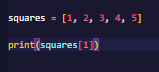 squares = [1, 2, 3, 4, 5]
print(squares[1])